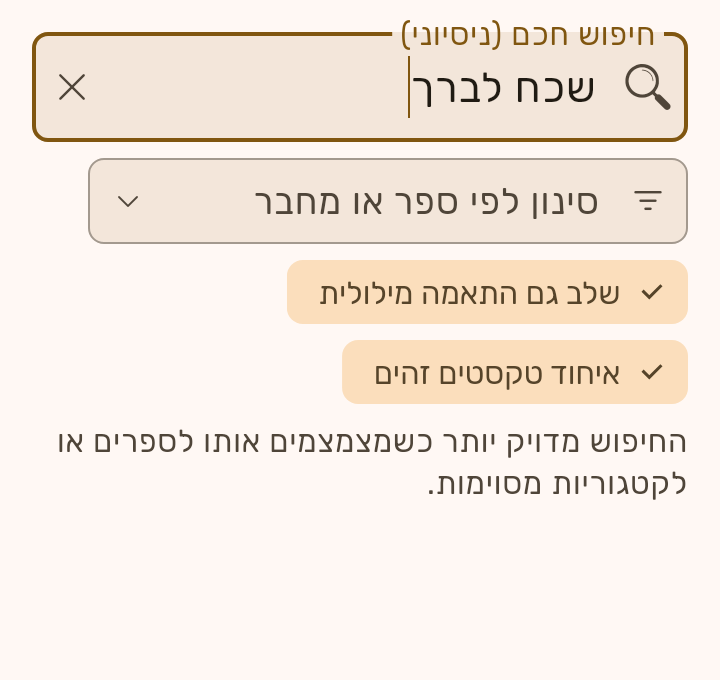 חיפוש חכם (ניסיוני)
שכח לברך
סינון לפי ספר או מחבר
שלב גם התאמה מילולית
איחוד טקסטים זהים
החיפוש מדויק יותר כשמצמצמים אותו לספרים או
לקטגוריות מסוימות.